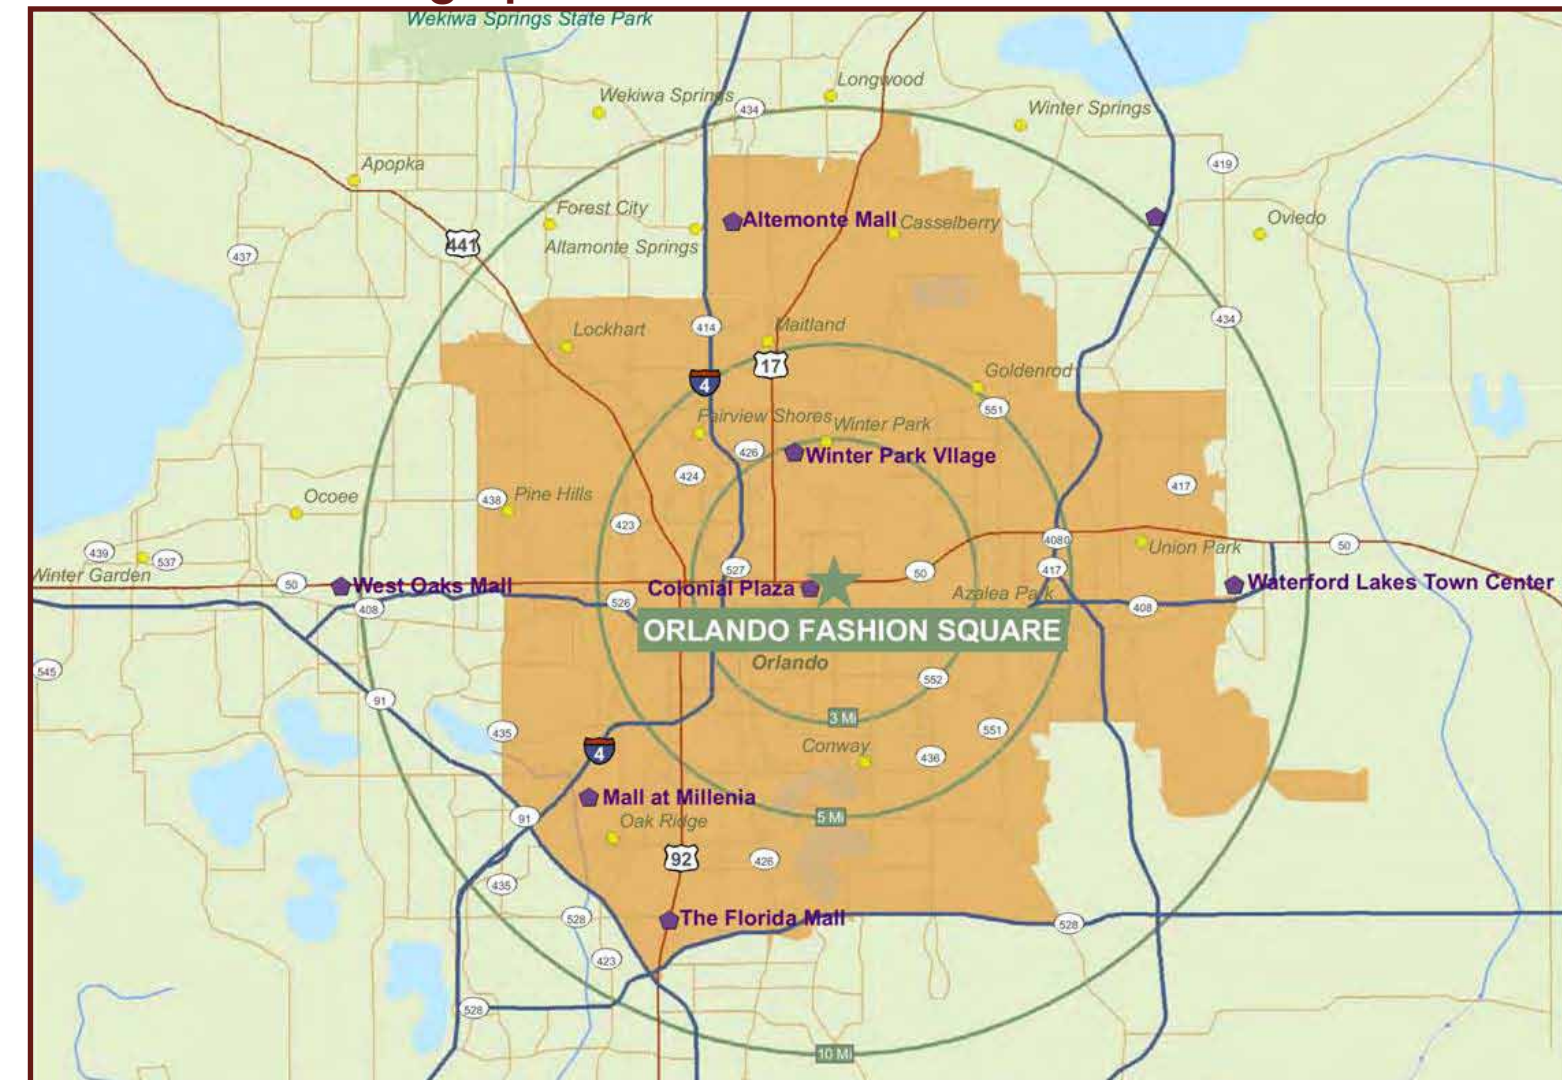 Wekiwa Springs State Park
Longwood
Wekiwa Springs
434
Winter Springs
Apopka
419
Forest City
Altemonte Mall
Casselberry
Oviedo
441
Altamonte Springs
437
434
Lockhart
414
Maitland
17
4
Goldenrod
551
Fairview Shores
Winter Park
426
Winter Park VIlage
424
417
438
Pine Hills
Ocoee
423
4080
50
439
537
Union Park
Winter Garden
527
50
417
50
West Oaks Mall
Colonial Plaza
Azalea Park
Waterford Lakes Town Center
408
526
408
ORLANDO FASHION SQUARE
Orlando
545
552
91
3 Mi
435
551
Conway
436
4
Mall at Millenia
91
Oak Ridge
5 Mi
92
426
435
528
The Florida Mall
528
423
528
10 Mi